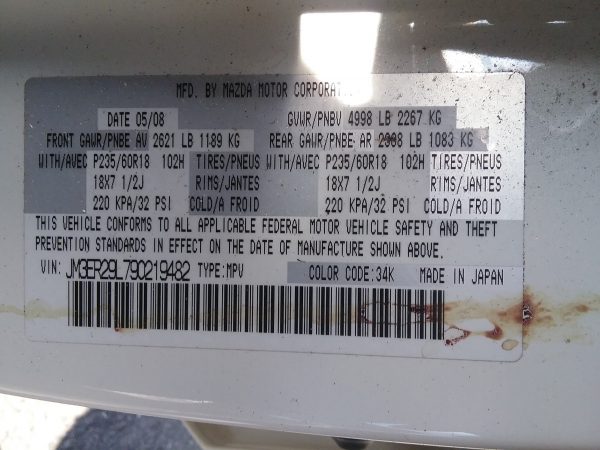 MFD. BY MAZDA MOTOR CORPORATION
DATE 05/08 GVWR/PNBV 4998 LB 2267 KG
FRONT GAWR/PNBE AV 2621 LB 1189 KG REAR GAWR/PNBE AR 2388 LB 1083 KG
WITH/AVEC P235/60R18 102H TIRES/PNEUS WITH/AVEC P235/60R18 102H TIRES/PNEUS
18X7 1/2J RIMS/JANTES 18X7 1/2J RIMS/JANTES
220 KPA/32 PSI COLD/A FROID 220 KPA/32 PSI COLD/A FROID
THIS VEHICLE CONFORMS TO ALL APPLICABLE FEDERAL MOTOR VEHICLE SAFETY AND THEFT
PREVENTION STANDARDS IN EFFECT ON THE DATE OF MANUFACTURE SHOWN ABOVE.
VIN: JM3ER29L790219482 TYPE:MPV COLOR CODE:34K MADE IN JAPAN